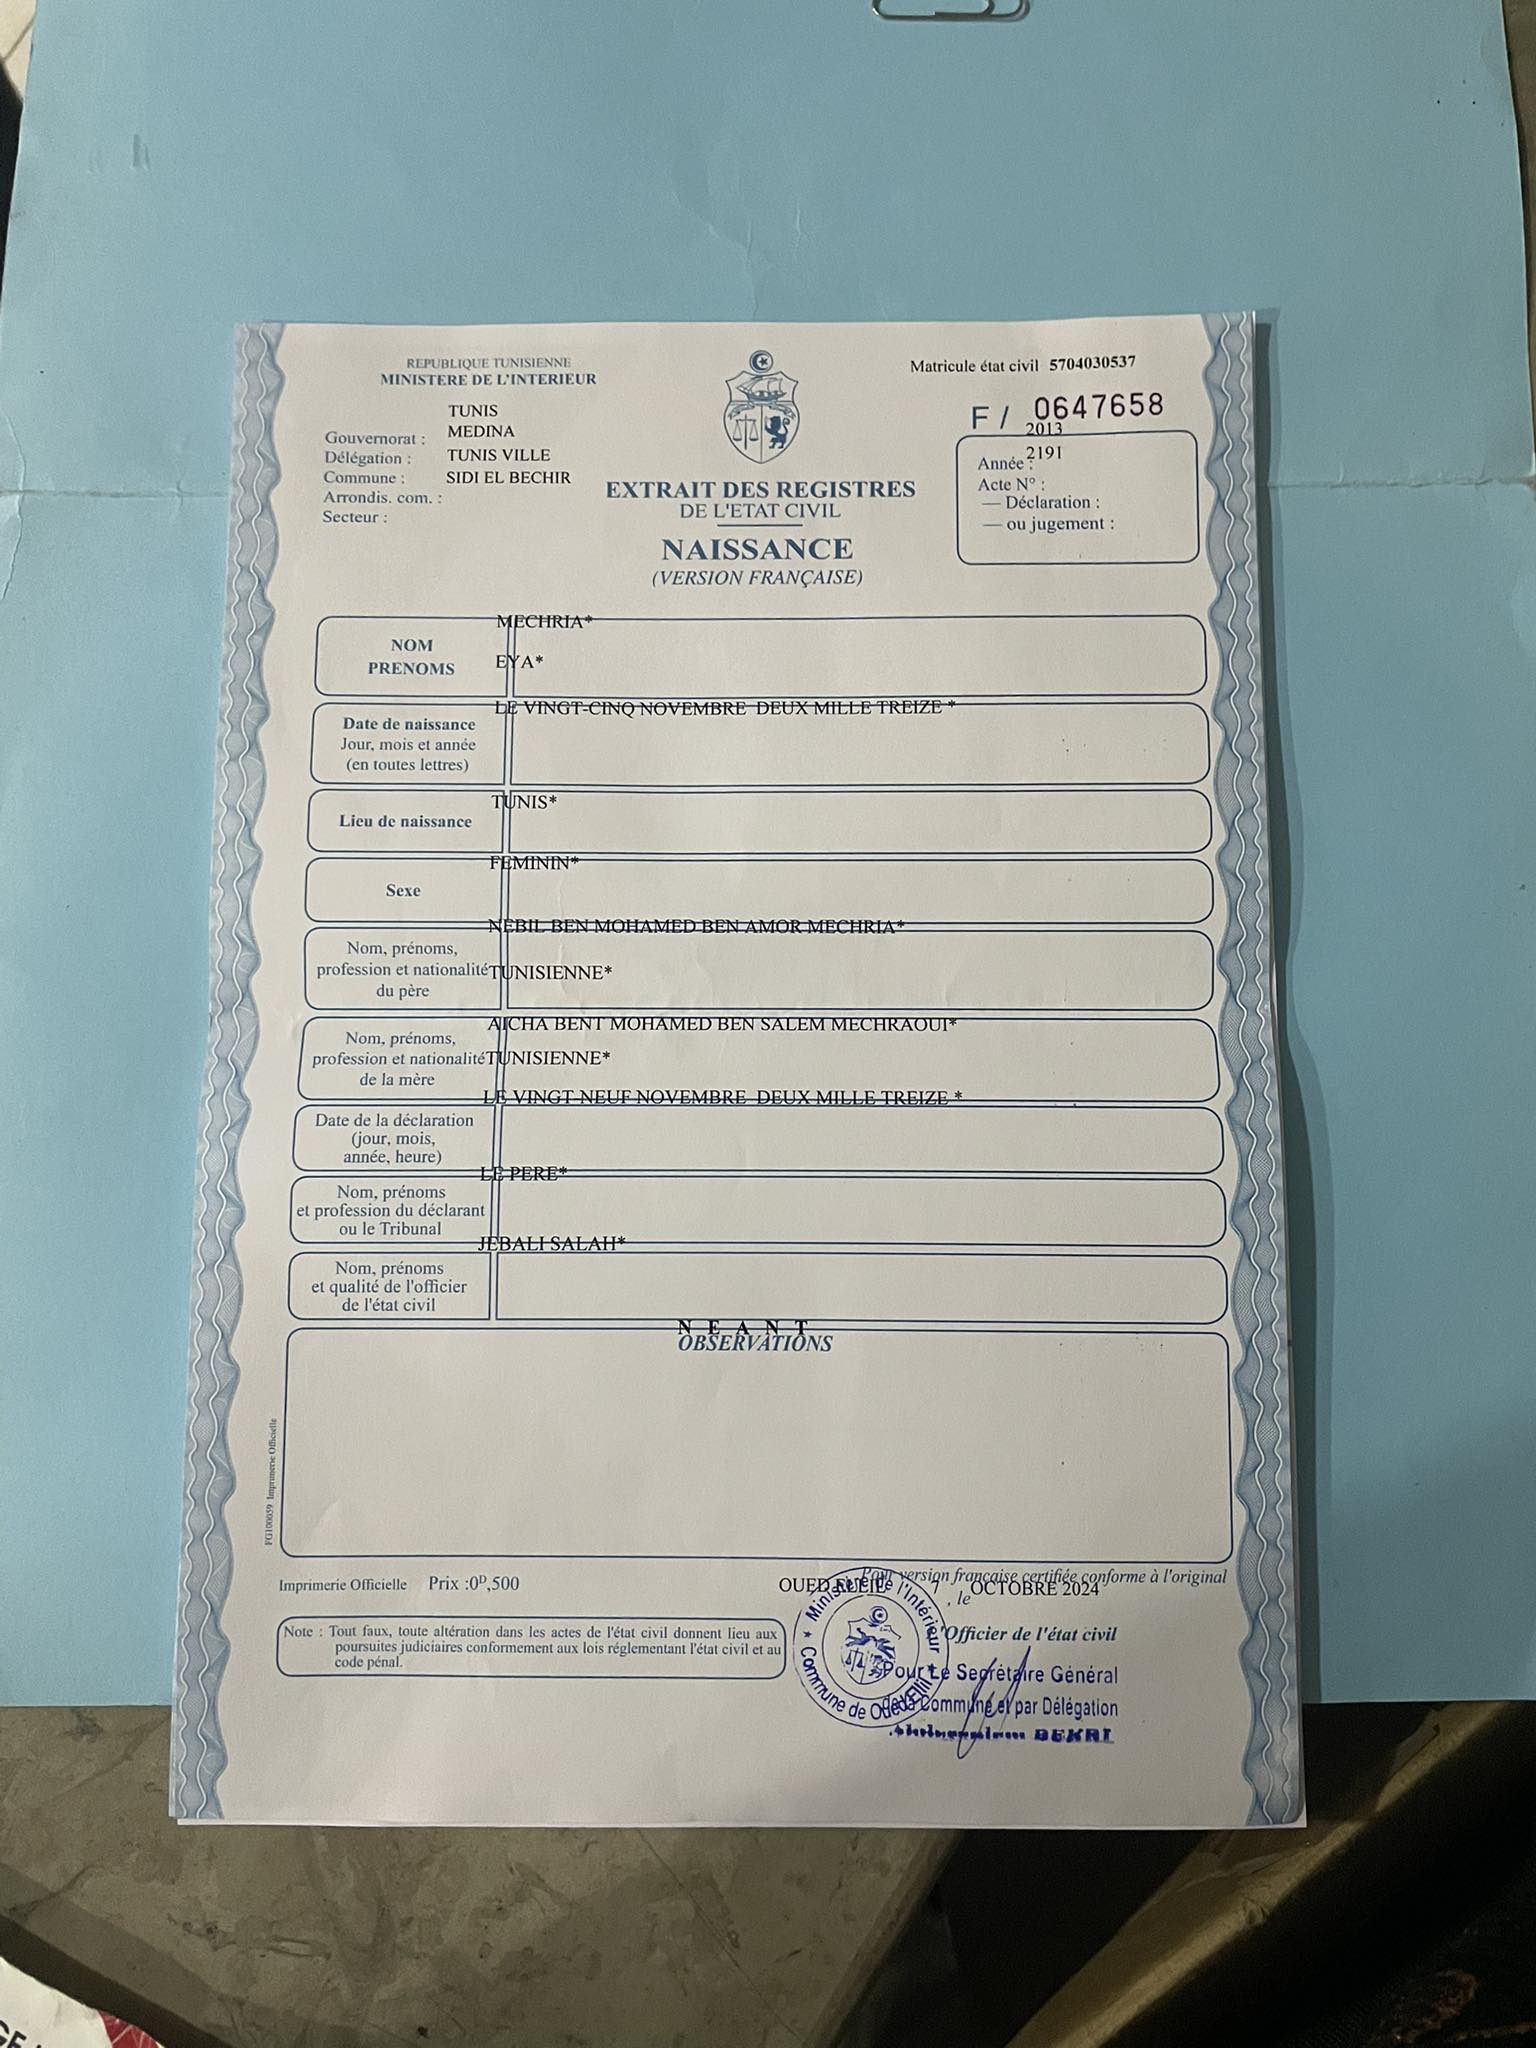 REPUBLIQUE TUNISIENNE
MINISTERE DE L'INTERIEUR
TUNIS
Gouvernorat : MEDINA
Délégation : TUNIS VILLE
Commune : SIDI EL BECHIR
Arrondis. com. :
Secteur :
Matricule état civil 5704030537
F / 0647658
2013
2191
Année :
Acte N° :
— Déclaration :
— ou jugement :
EXTRAIT DES REGISTRES
DE L'ETAT CIVIL
NAISSANCE
(VERSION FRANÇAISE)
MECHRIA*
NOM
EYA*
PRENOMS
LE VINGT-CINQ NOVEMBRE DEUX MILLE TREIZE *
Date de naissance
Jour, mois et année
(en toutes lettres)
TUNIS*
Lieu de naissance
FEMININ*
Sexe
NEBIL BEN MOHAMED BEN AMOR MECHRIA*
Nom, prénoms,
profession et nationalité TUNISIENNE*
du père
AICHA BENT MOHAMED BEN SALEM MECHRAOUI*
Nom, prénoms,
profession et nationalité TUNISIENNE*
de la mère
LE VINGT-NEUF NOVEMBRE DEUX MILLE TREIZE *
Date de la déclaration
(jour, mois,
année, heure)
LE PERE*
Nom, prénoms
et profession du déclarant
ou le Tribunal
JEBALI SALAH*
Nom, prénoms
et qualité de l'officier
de l'état civil
N E A N T
OBSERVATIONS
FG100059 Imprimerie Officielle
Imprimerie Officielle Prix :0D,500
Pour version française certifiée conforme à l'original
OUED ELLIL 7 OCTOBRE 2024
, le
Note : Tout faux, toute altération dans les actes de l'état civil donnent lieu aux
poursuites judiciaires conformement aux lois réglementant l'état civil et au
code pénal.
Ministère de l'Intérieur
Commune de Oued Ellil
L'Officier de l'état civil
Pour Le Secrétaire Général
de la Commune et par Délégation
BEKRI